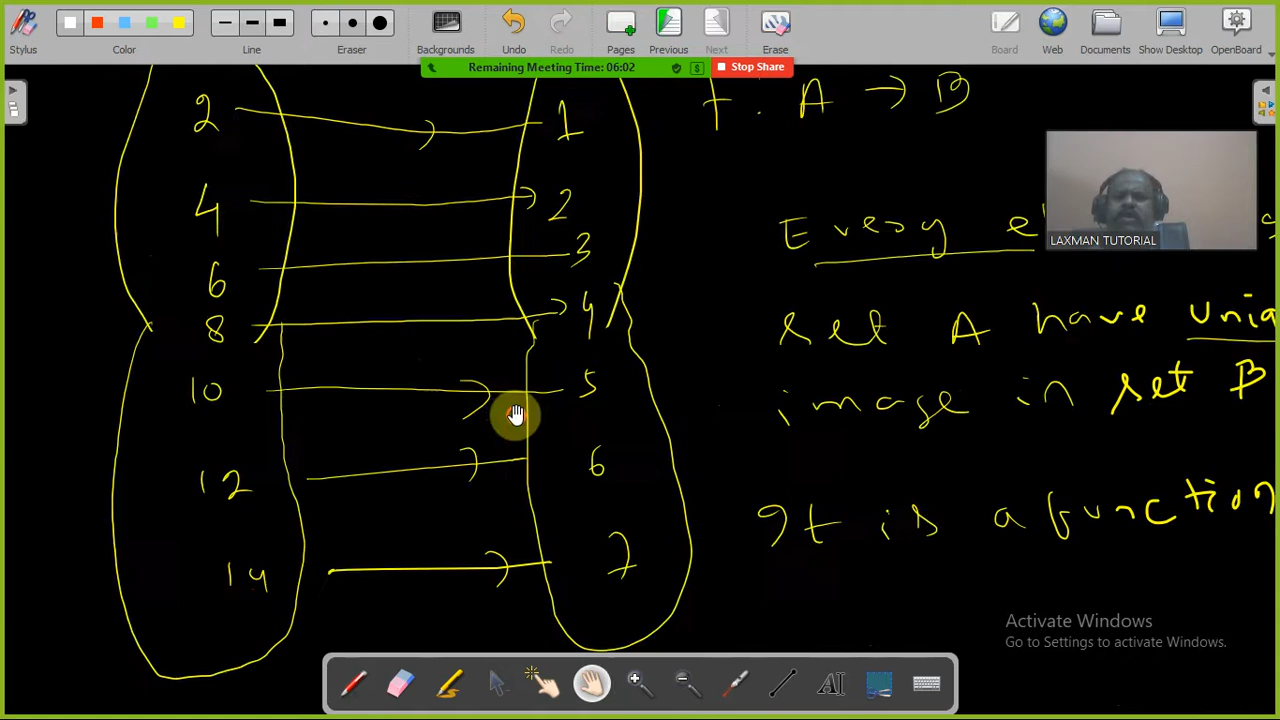 Stylus
Color
Line
Eraser
Backgrounds
Undo
Redo
Pages
Previous
Next
Erase
Board
Web
Documents
Show Desktop
OpenBoard
Remaining Meeting Time: 06:02
Stop Share
f : A → B
2 1
4 2
6 3
8 4
10 5
12 6
14 7
LAXMAN TUTORIAL
Every
set A have
image in set B
It is a function
Activate Windows
Go to Settings to activate Windows.